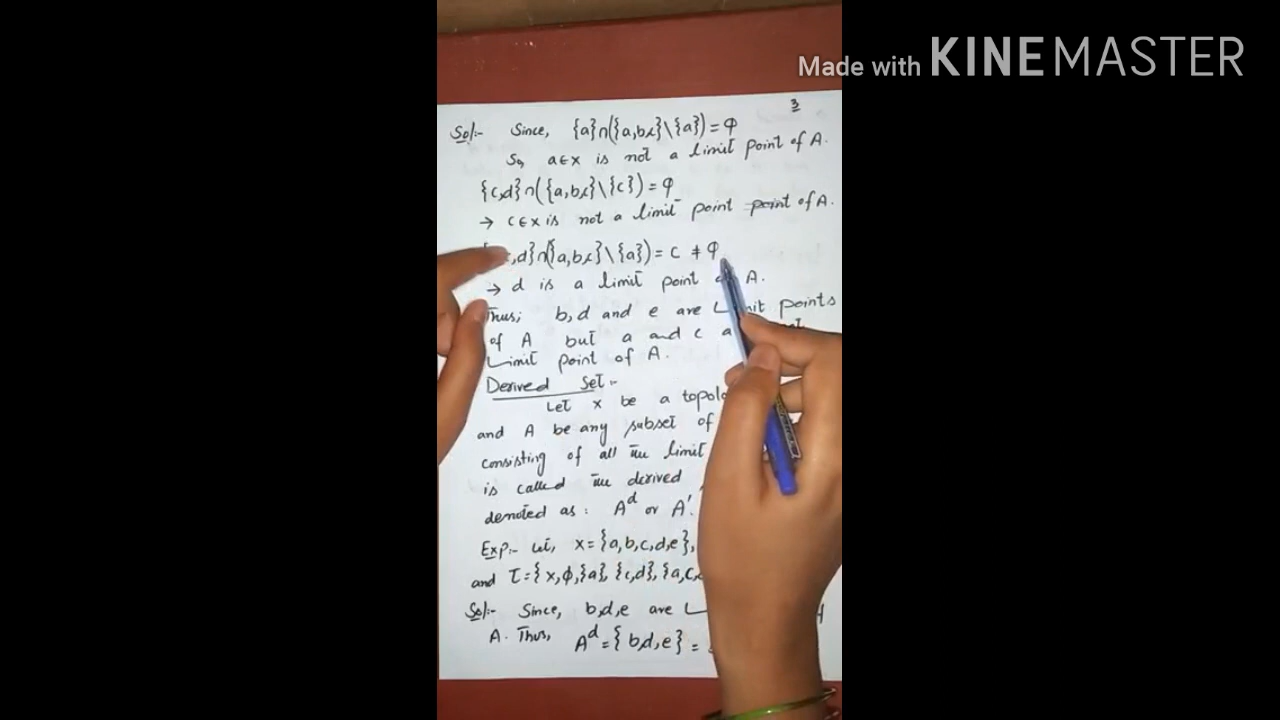 Made with KINEMASTER
3
Sol:- Since, {a}∩({a,b,c}\{a}) = φ
So, a∈x is not a limit point of A.
{c,d}∩({a,b,c}\{c}) = φ
→ c∈x is not a limit point point of A.
,d}∩({a,b,c}\{a}) = c ≠ φ
→ d is a limit point A.
Thus; b,d and e are Limit points
of A but a and c
Limit point of A.
Derived Set:-
Let x be a
and A be any subset of
consisting of all the limit
is called the derived
denoted as: Aᵈ or A'.
Exp:- Let, x={a,b,c,d,e},
and τ={x,φ,{a},{c,d},{a,c,
Sol:- Since, b,d,e are
A. Thus, Aᵈ={b,d,e} =